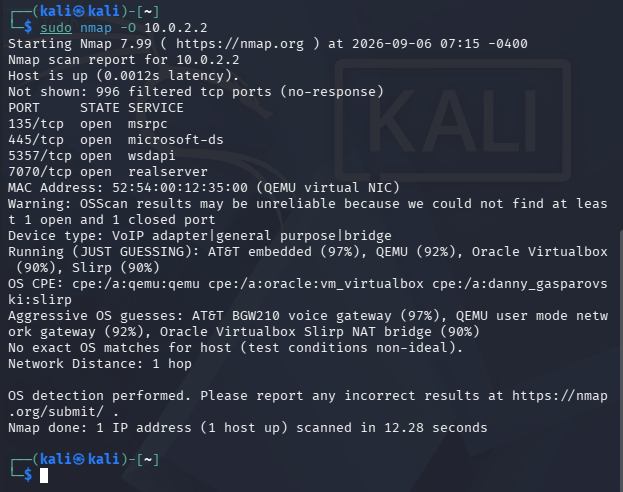 ┌──(kali㉿kali)-[~]
└─$ sudo nmap -O 10.0.2.2
Starting Nmap 7.99 ( https://nmap.org ) at 2026-09-06 07:15 -0400
Nmap scan report for 10.0.2.2
Host is up (0.0012s latency).
Not shown: 996 filtered tcp ports (no-response)
PORT     STATE SERVICE
135/tcp  open  msrpc
445/tcp  open  microsoft-ds
5357/tcp open  wsdapi
7070/tcp open  realserver
MAC Address: 52:54:00:12:35:00 (QEMU virtual NIC)
Warning: OSScan results may be unreliable because we could not find at leas
t 1 open and 1 closed port
Device type: VoIP adapter|general purpose|bridge
Running (JUST GUESSING): AT&T embedded (97%), QEMU (92%), Oracle Virtualbox
 (90%), Slirp (90%)
OS CPE: cpe:/a:qemu:qemu cpe:/a:oracle:vm_virtualbox cpe:/a:danny_gasparovs
ki:slirp
Aggressive OS guesses: AT&T BGW210 voice gateway (97%), QEMU user mode netw
ork gateway (92%), Oracle Virtualbox Slirp NAT bridge (90%)
No exact OS matches for host (test conditions non-ideal).
Network Distance: 1 hop

OS detection performed. Please report any incorrect results at https://nmap
.org/submit/ .
Nmap done: 1 IP address (1 host up) scanned in 12.28 seconds

┌──(kali㉿kali)-[~]
└─$
KALI